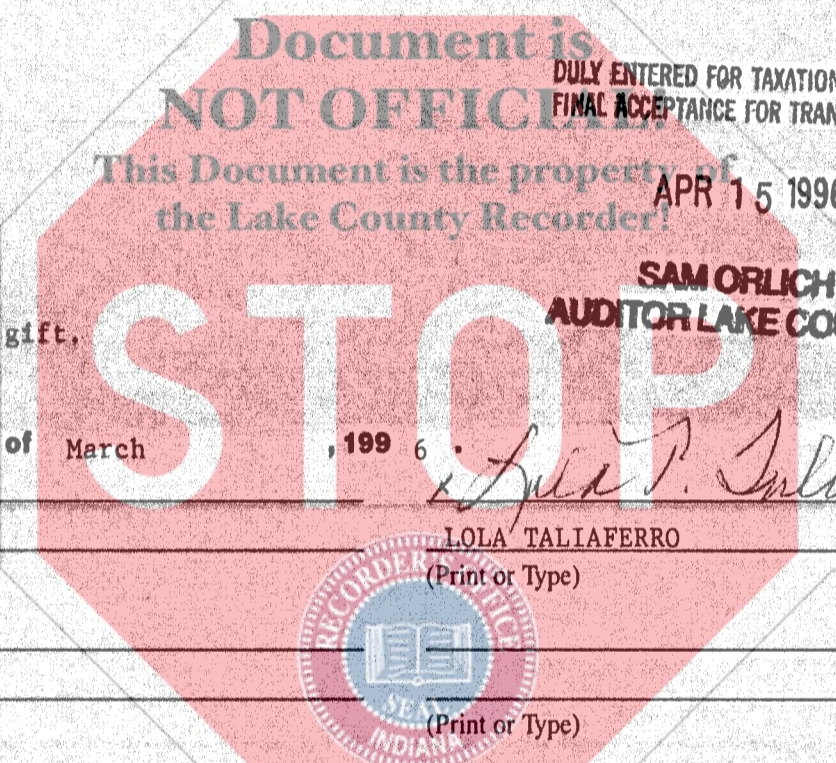 Document is
NOT OFFICIAL!
This Document is the property of
the Lake County Recorder!
DULY ENTERED FOR TAXATION
FINAL ACCEPTANCE FOR TRAN
APR 15 1996
SAM ORLICH
AUDITOR LAKE CO
STOP
gift.
of March , 199 6 .
LOLA TALIAFERRO
(Print or Type)
RECORDER'S OFFICE
SEAL
INDIANA
(Print or Type)